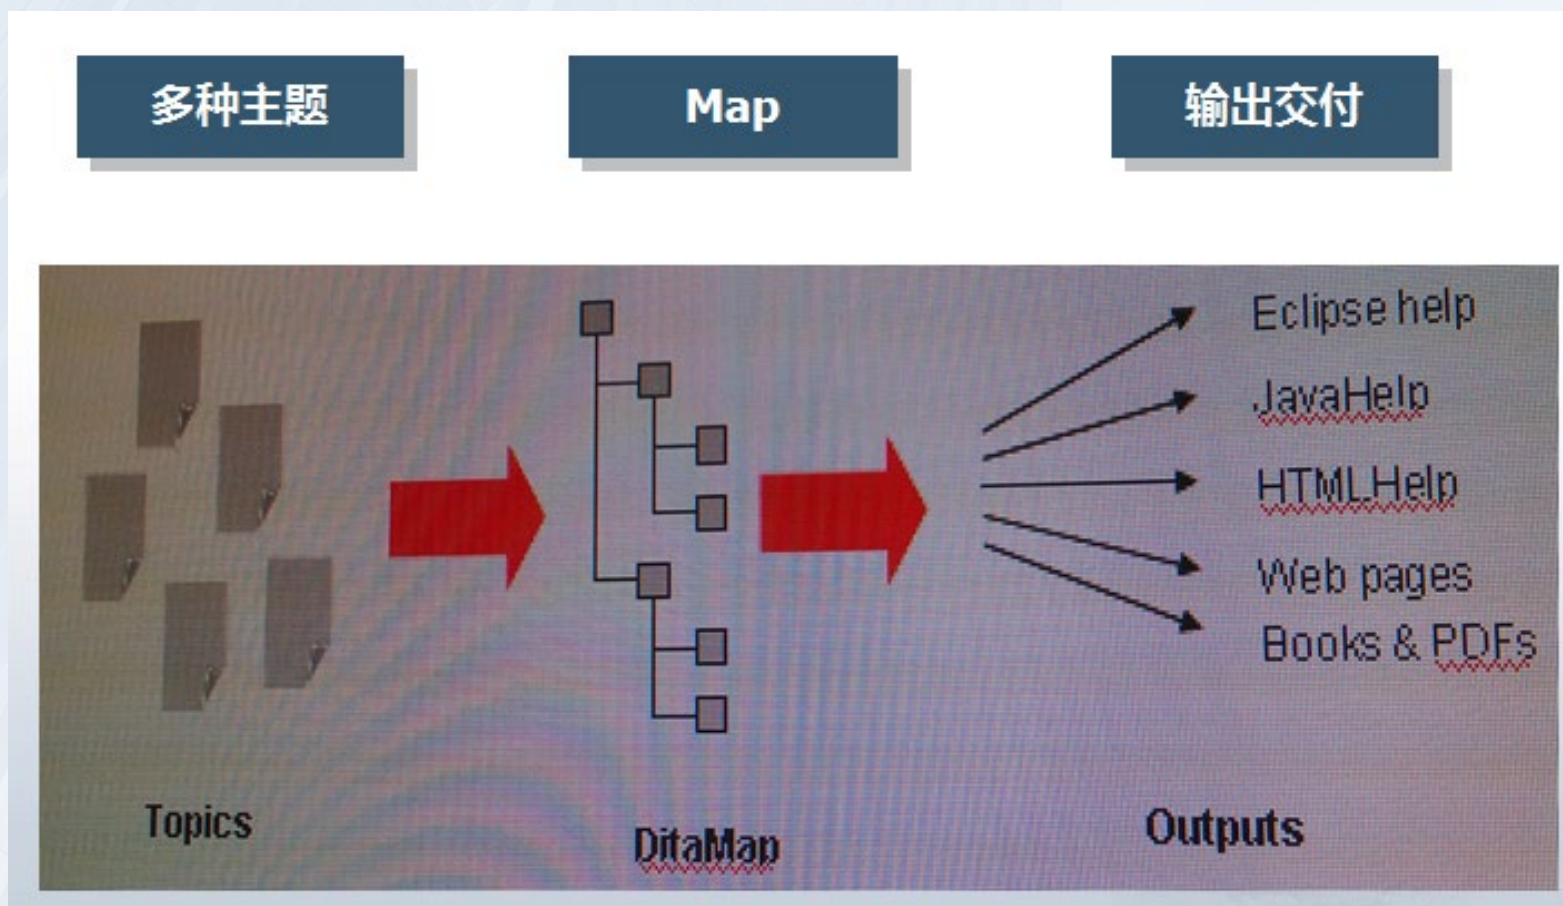 多种主题
Map
输出交付
Eclipse help
JavaHelp
HTMLHelp
Web pages
Books & PDFs
Topics
DitaMap
Outputs